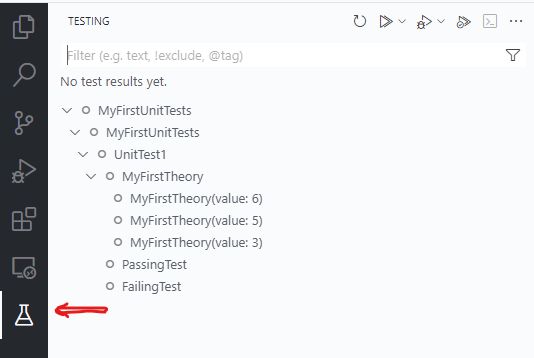 TESTING
Filter (e.g. text, !exclude, @tag)
No test results yet.
MyFirstUnitTests
MyFirstUnitTests
UnitTest1
MyFirstTheory
MyFirstTheory(value: 6)
MyFirstTheory(value: 5)
MyFirstTheory(value: 3)
PassingTest
FailingTest